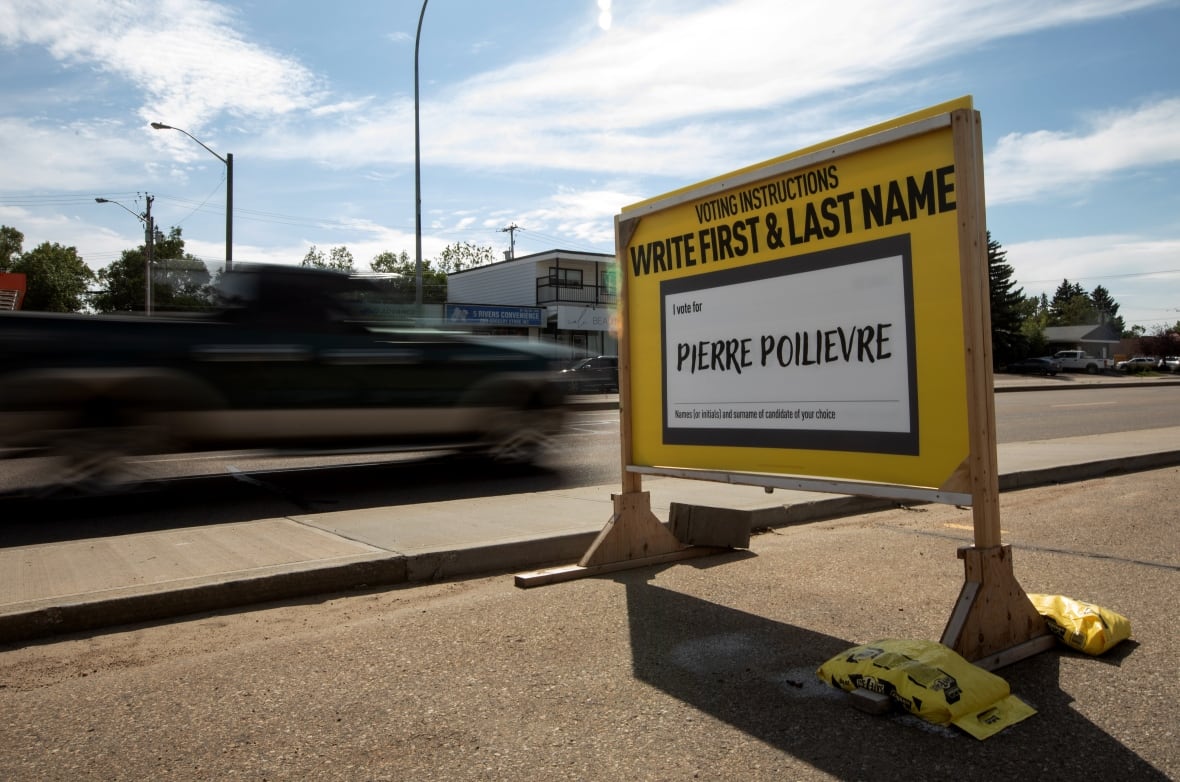 VOTING INSTRUCTIONS
WRITE FIRST & LAST NAME
I vote for
PIERRE POILIEVRE
Names (or initials) and surname of candidate of your choice
5 RIVERS CONVENIENCE